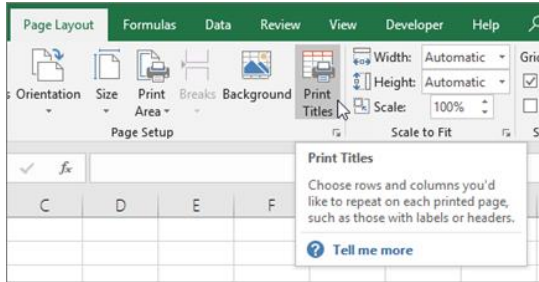 Page Layout Formulas Data Review View Developer Help
Width: Automatic Gri
Height: Automatic
Scale: 100%
Orientation Size Print Area Breaks Background Print Titles
Page Setup Scale to Fit S
fx
Print Titles
Choose rows and columns you'd
like to repeat on each printed page,
such as those with labels or headers.
? Tell me more
C D E F